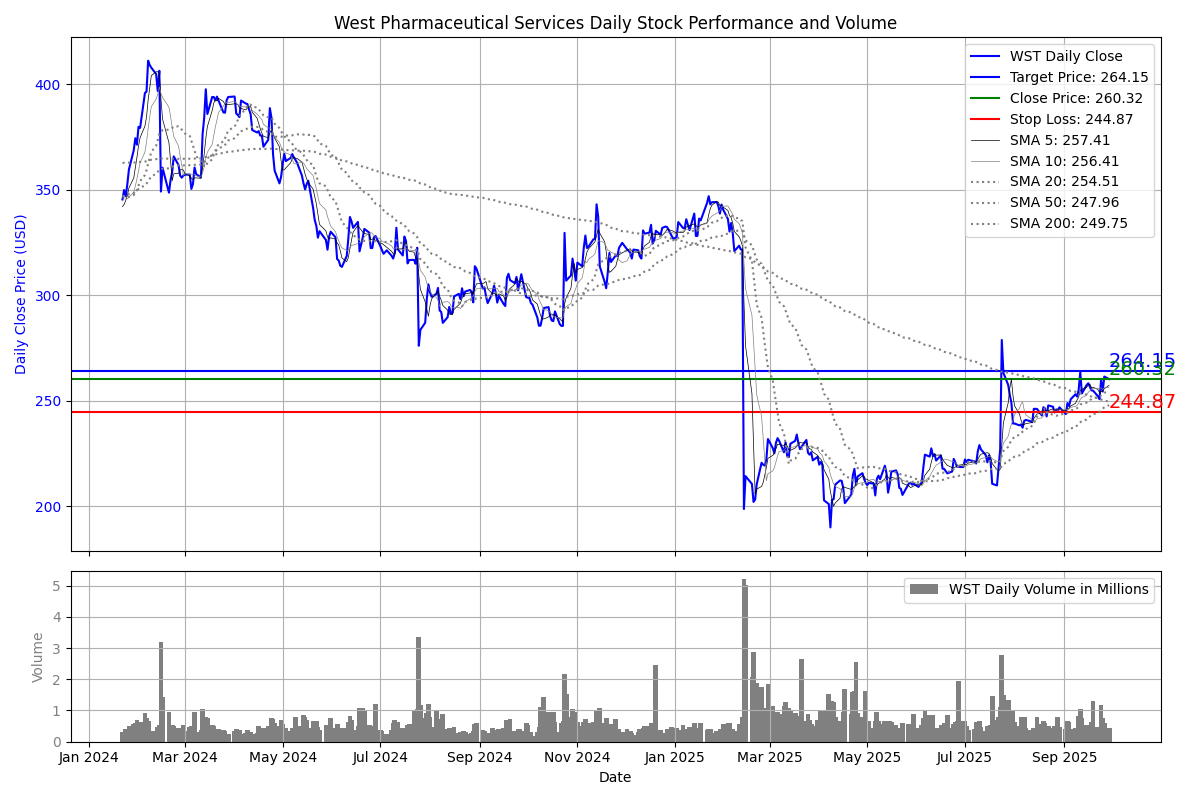 West Pharmaceutical Services Daily Stock Performance and Volume
Daily Close Price (USD)
400
350
300
250
200
WST Daily Close
Target Price: 264.15
Close Price: 260.32
Stop Loss: 244.87
SMA 5: 257.41
SMA 10: 256.41
SMA 20: 254.51
SMA 50: 247.96
SMA 200: 249.75
264.15
260.32
244.87
Volume
5
4
3
2
1
0
WST Daily Volume in Millions
Jan 2024
Mar 2024
May 2024
Jul 2024
Sep 2024
Nov 2024
Jan 2025
Mar 2025
May 2025
Jul 2025
Sep 2025
Date